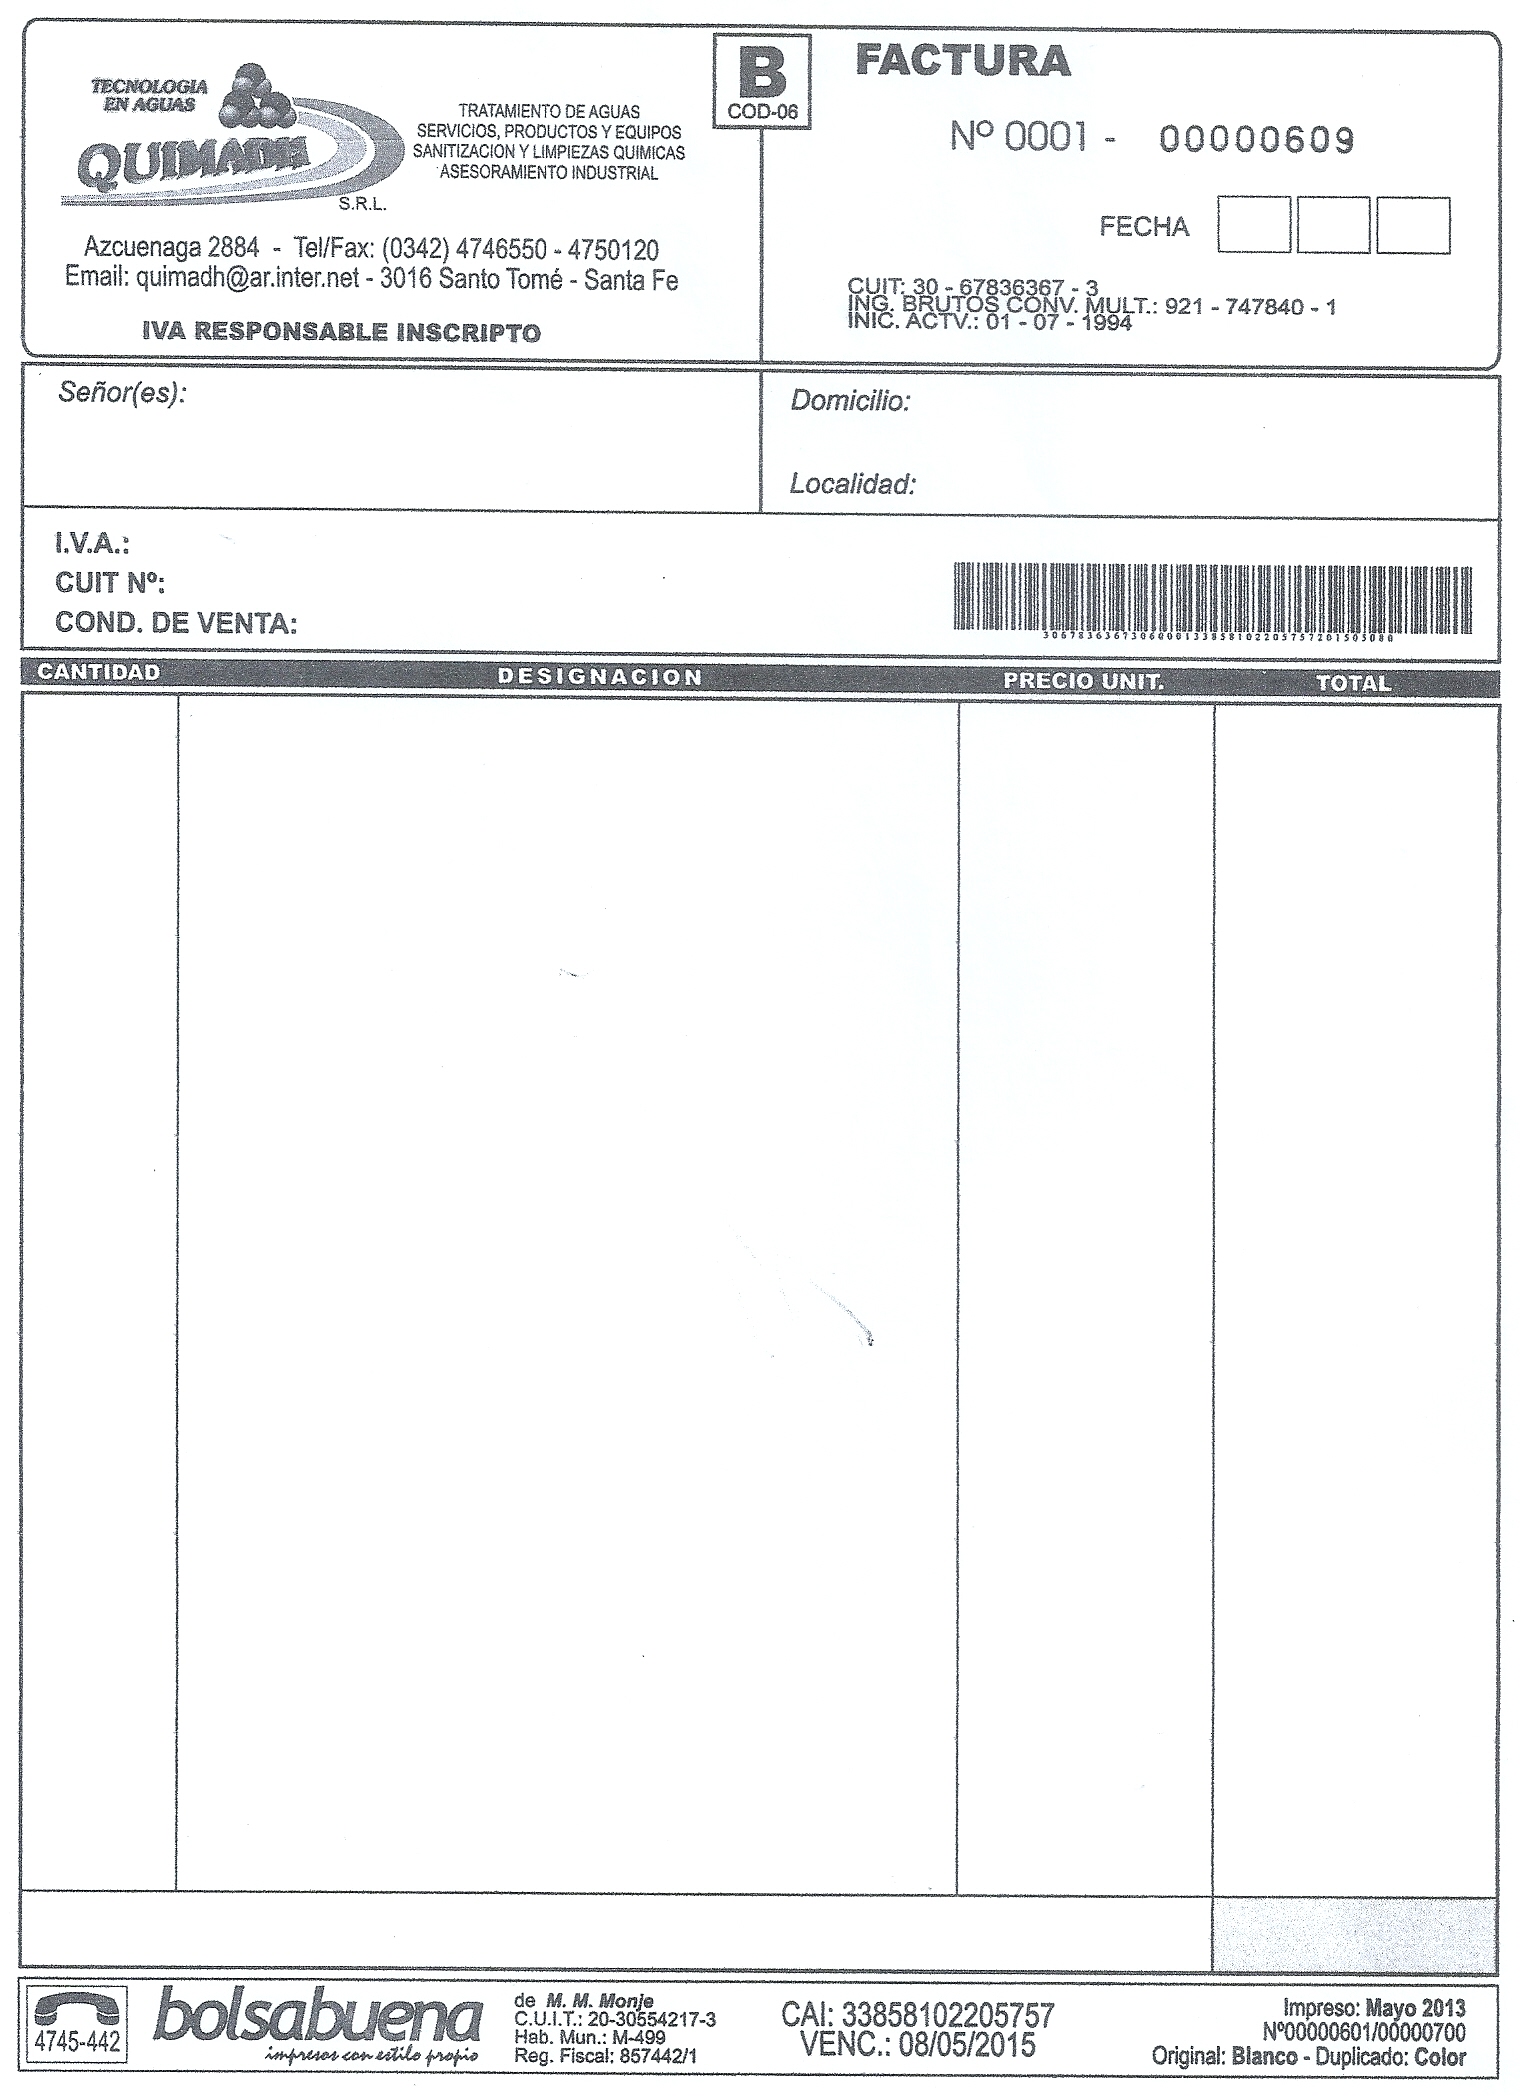 TECNOLOGIA
EN AGUAS
QUIMADH
S.R.L.
TRATAMIENTO DE AGUAS
SERVICIOS, PRODUCTOS Y EQUIPOS
SANITIZACION Y LIMPIEZAS QUIMICAS
ASESORAMIENTO INDUSTRIAL
Azcuenaga 2884 - Tel/Fax: (0342) 4746550 - 4750120
Email: quimadh@ar.inter.net - 3016 Santo Tomé - Santa Fe
IVA RESPONSABLE INSCRIPTO
B
COD-06
FACTURA
Nº 0001 - 00000609
FECHA
CUIT: 30 - 67836367 - 3
ING. BRUTOS CONV. MULT.: 921 - 747840 - 1
INIC. ACTV.: 01 - 07 - 1994
Señor(es):
Domicilio:
Localidad:
I.V.A.:
CUIT Nº:
COND. DE VENTA:
CANTIDAD DESIGNACION PRECIO UNIT. TOTAL
4745-442
bolsabuena
impresos con estilo propio
de M. M. Monje
C.U.I.T.: 20-30554217-3
Hab. Mun.: M-499
Reg. Fiscal: 857442/1
CAI: 33858102205757
VENC.: 08/05/2015
Impreso: Mayo 2013
Nº00000601/00000700
Original: Blanco - Duplicado: Color